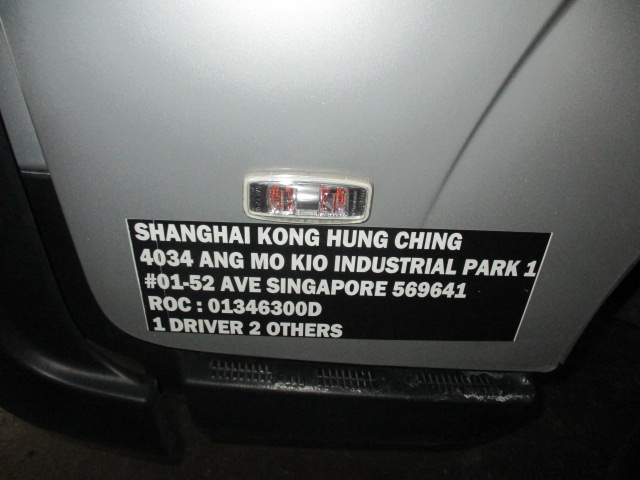 SHANGHAI KONG HUNG CHING
4034 ANG MO KIO INDUSTRIAL PARK 1
#01-52 AVE SINGAPORE 569641
ROC : 01346300D
1 DRIVER 2 OTHERS